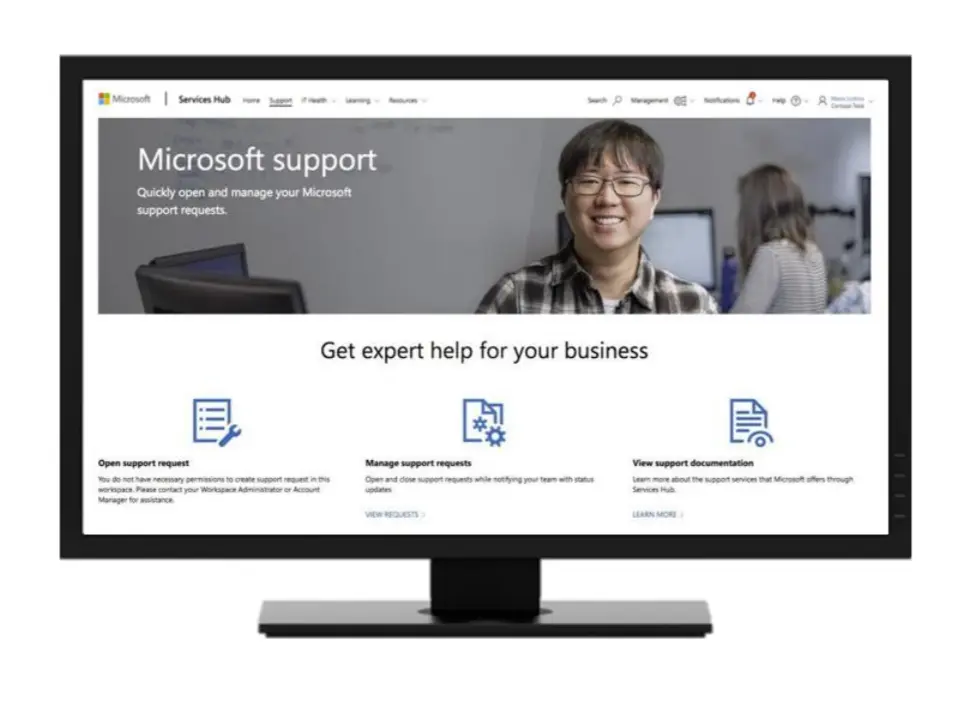 Microsoft | Services Hub Home Support IT Health Learning Resources Search Management Notifications Help
Contoso Test
Microsoft support
Quickly open and manage your Microsoft
support requests.
Get expert help for your business
Open support request
You do not have necessary permissions to create support request in this
workspace. Please contact your Workspace Administrator or Account
Manager for assistance.
Manage support requests
Open and close support requests while notifying your team with status
updates
VIEW REQUESTS >
View support documentation
Learn more about the support services that Microsoft offers through
Services Hub.
LEARN MORE >